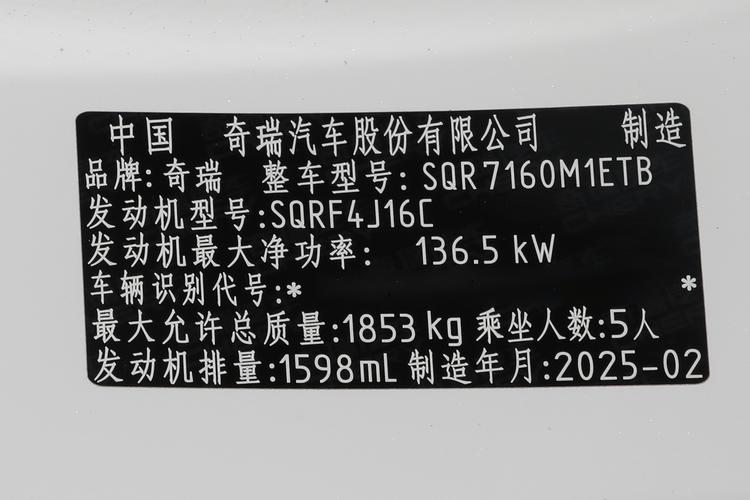 中国 奇瑞汽车股份有限公司 制造
品牌:奇瑞 整车型号:SQR7160M1ETB
发动机型号:SQRF4J16C
发动机最大净功率: 136.5 kW
车辆识别代号:* *
最大允许总质量:1853 kg 乘坐人数:5人
发动机排量:1598mL 制造年月:2025-02